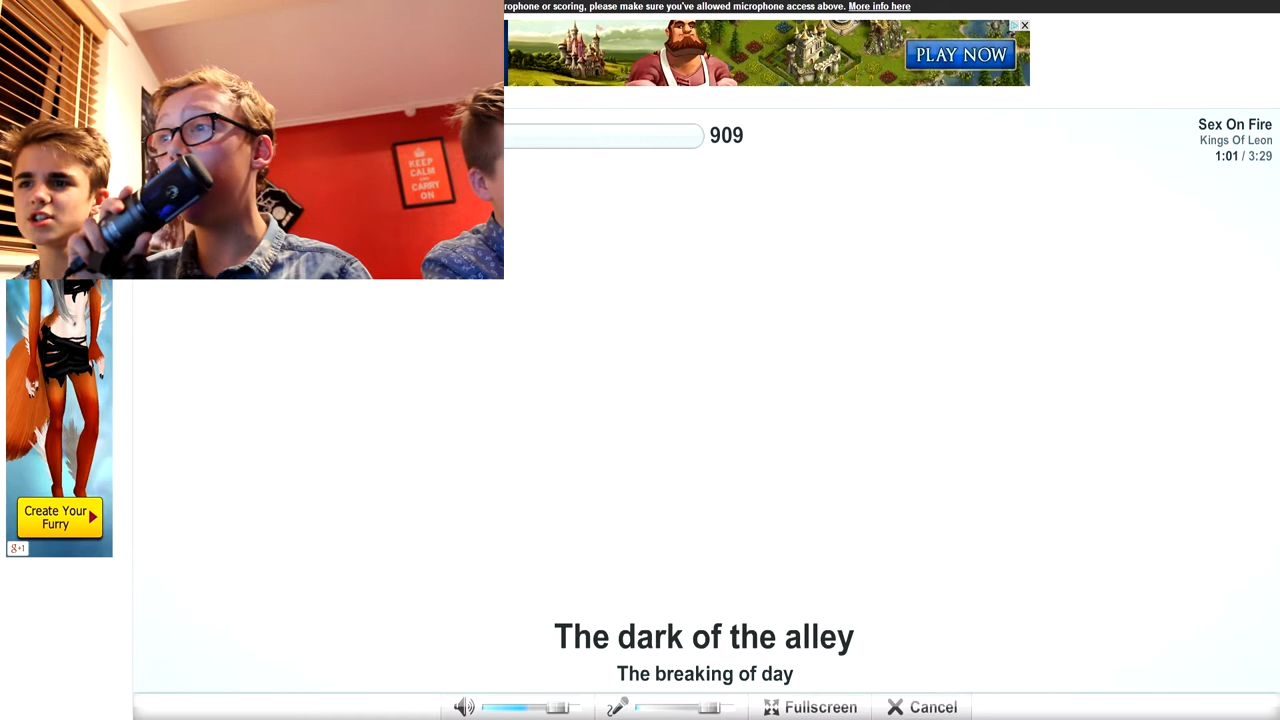 rophone or scoring, please make sure you've allowed microphone access above. More info here
PLAY NOW
909
Sex On Fire
Kings Of Leon
1:01 / 3:29
KEEP
CALM
AND
CARRY
ON
Create Your
Furry
g+1
The dark of the alley
The breaking of day
Fullscreen
Cancel